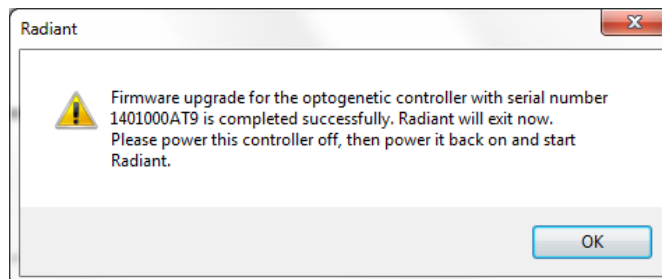 Radiant
Firmware upgrade for the optogenetic controller with serial number
1401000AT9 is completed successfully. Radiant will exit now.
Please power this controller off, then power it back on and start
Radiant.
OK